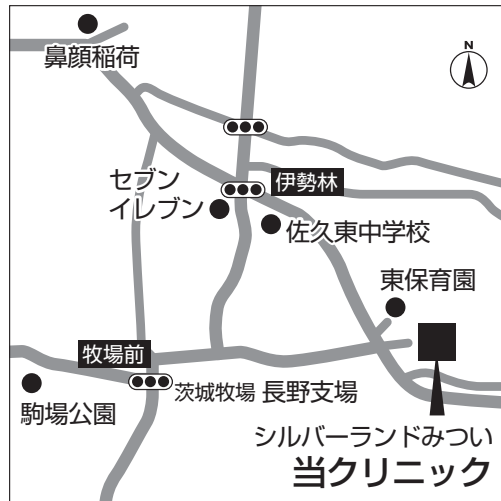 鼻顔稲荷
N
セブン
イレブン
伊勢林
佐久東中学校
東保育園
牧場前
駒場公園
茨城牧場 長野支場
シルバーランドみつい
当クリニック